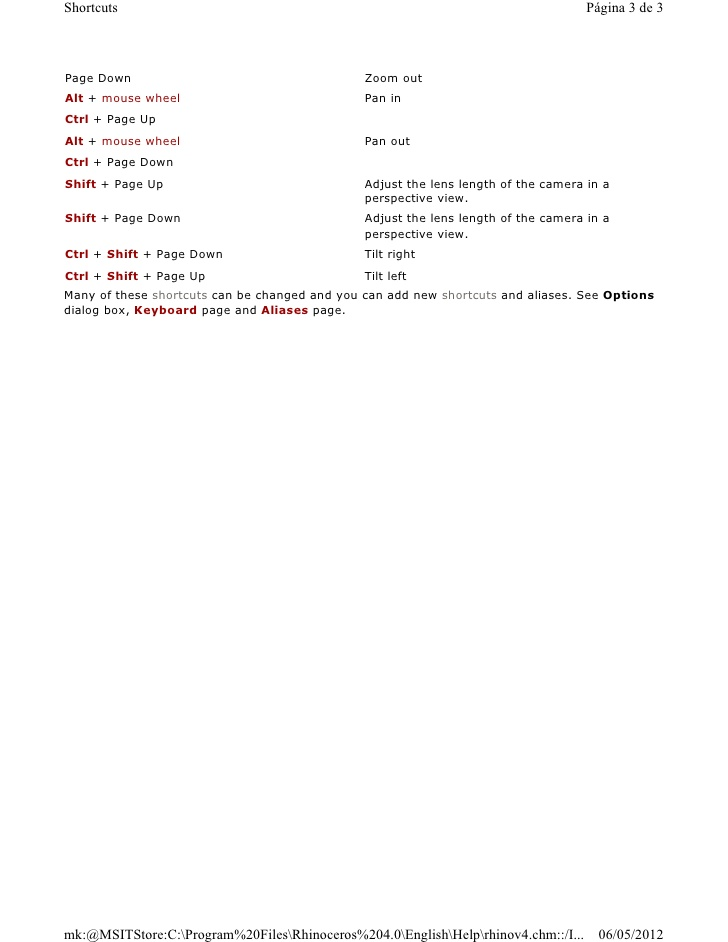 Shortcuts Página 3 de 3
Page Down Zoom out
Alt + mouse wheel Pan in
Ctrl + Page Up
Alt + mouse wheel Pan out
Ctrl + Page Down
Shift + Page Up Adjust the lens length of the camera in a
perspective view.
Shift + Page Down Adjust the lens length of the camera in a
perspective view.
Ctrl + Shift + Page Down Tilt right
Ctrl + Shift + Page Up Tilt left
Many of these shortcuts can be changed and you can add new shortcuts and aliases. See Options
dialog box, Keyboard page and Aliases page.
mk:@MSITStore:C:\Program%20Files\Rhinoceros%204.0\English\Help\rhinov4.chm::/I... 06/05/2012